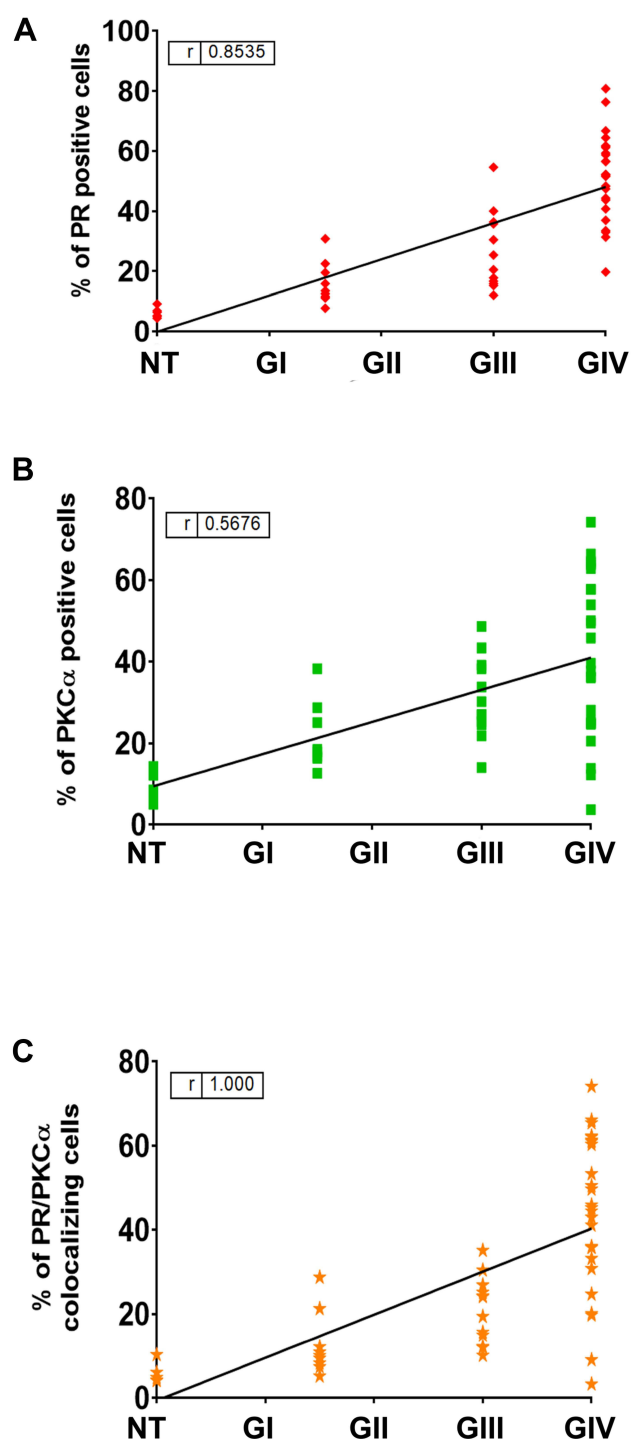 A
% of PR positive cells
100
80
60
40
20
0
r 0.8535
NT GI GII GIII GIV
B
% of PKCα positive cells
80
60
40
20
0
r 0.5676
NT GI GII GIII GIV
C
% of PR/PKCα
colocalizing cells
80
60
40
20
0
r 1.000
NT GI GII GIII GIV